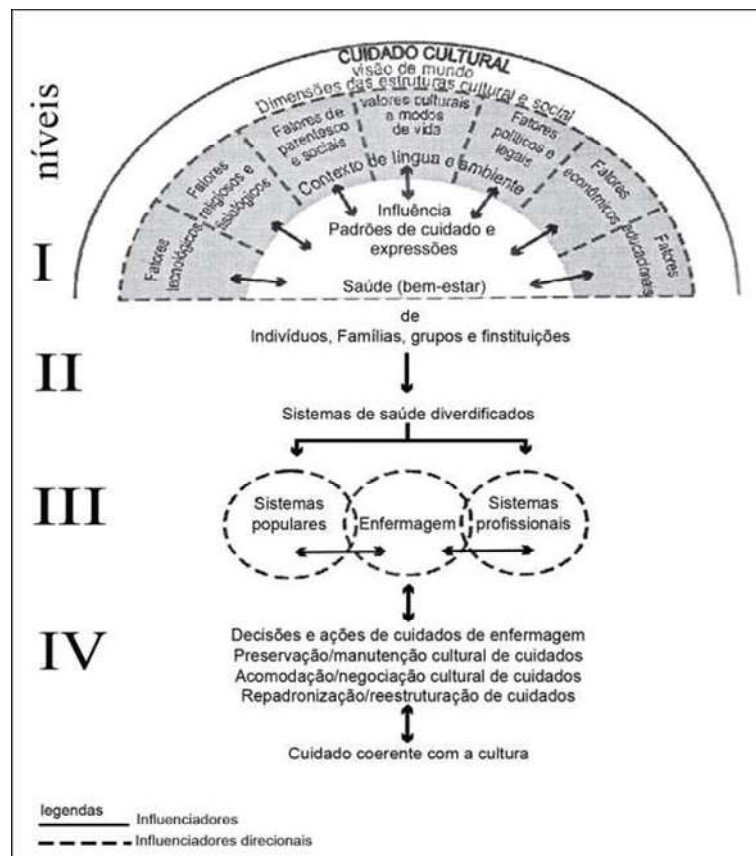 níveis
CUIDADO CULTURAL
visão de mundo
Dimensões das estruturas cultural e social
Fatores
tecnológicos
Fatores
religiosos e
Fatores de
parentesco
e sociais
valores culturais
e modos
de vida
Fatores
políticos e
legais
Fatores
econômicos
Fatores
educacionais
Contexto de língua e ambiente
Influência
Padrões de cuidado e
expressões
I
Saúde (bem-estar)
de
Indivíduos, Famílias, grupos e finstituições
II
Sistemas de saúde diverdificados
III
Sistemas
populares
Enfermagem
Sistemas
profissionais
IV
Decisões e ações de cuidados de enfermagem
Preservação/manutenção cultural de cuidados
Acomodação/negociação cultural de cuidados
Repadronização/reestruturação de cuidados
Cuidado coerente com a cultura
legendas
Influenciadores
Influenciadores direcionais